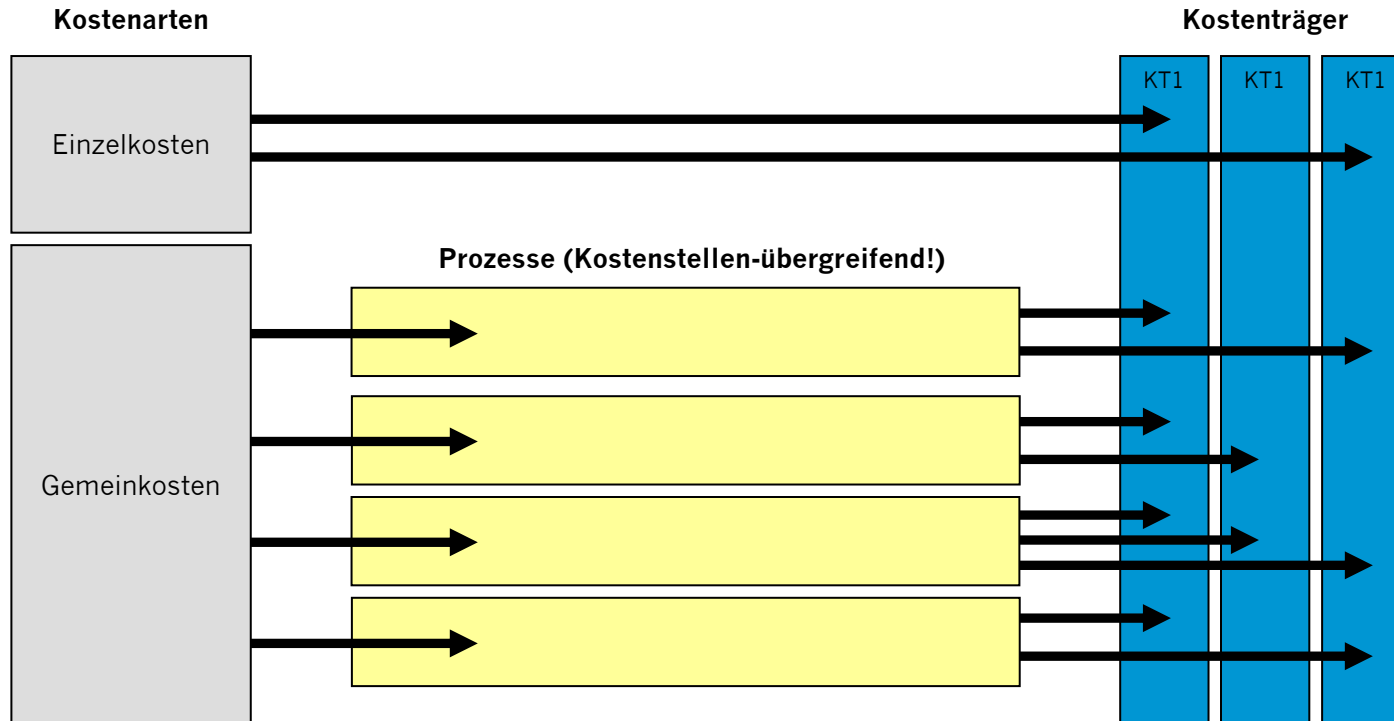 Kostenarten
Kostenträger
KT1
KT1
KT1
Einzelkosten
Prozesse (Kostenstellen-übergreifend!)
Gemeinkosten